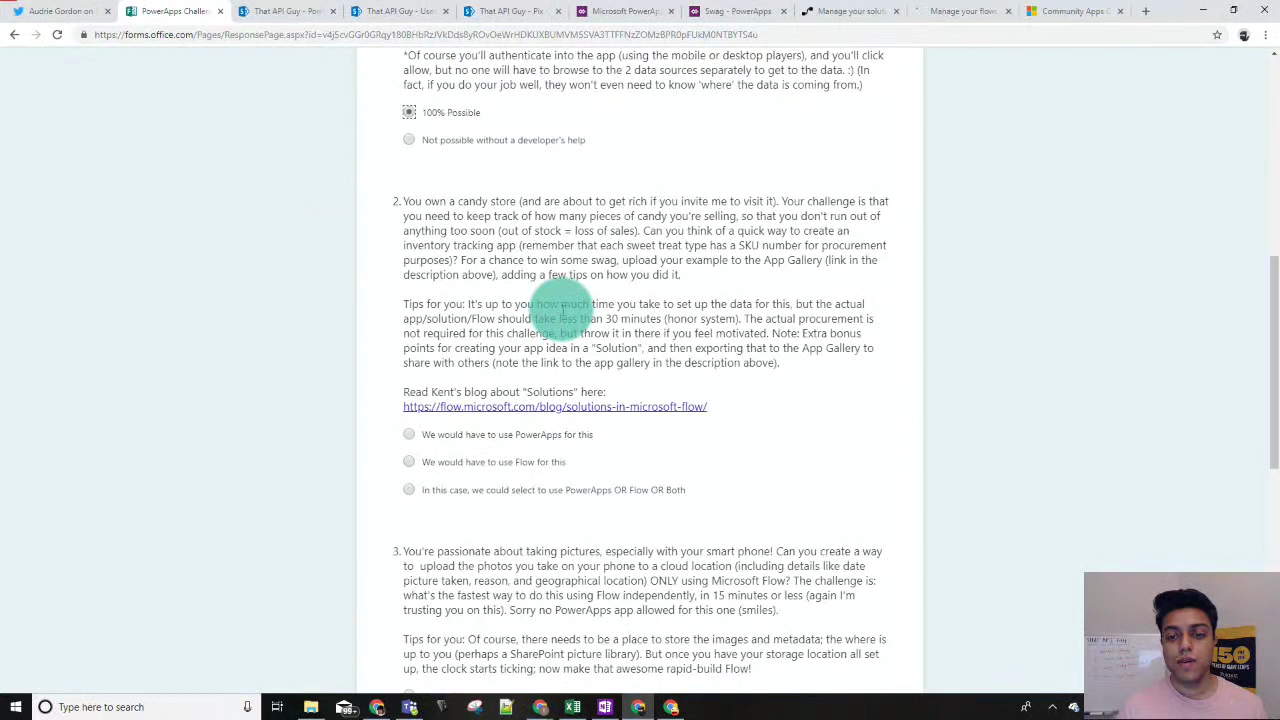 Audrie Gordon on
PowerApps Challen
That API Guy - Pow
That API Guy - Sub
That API Guy - Pix
Microsoft PowerAp
Swag - PowerApps
Manage your solut
Manage your flow
Community Apps G
https://forms.office.com/Pages/ResponsePage.aspx?id=
*Of course you'll authenticate into the app (using the mobile or desktop players), and you'll click
allow, but no one will have to browse to the 2 data sources separately to get to the data. :) (In
fact, if you do your job well, they won't even need to know 'where' the data is coming from.)
100% Possible
Not possible without a developer's help
2. You own a candy store (and are about to get rich if you invite me to visit it). Your challenge is that
you need to keep track of how many pieces of candy you're selling, so that you don't run out of
anything too soon (out of stock = loss of sales). Can you think of a quick way to create an
inventory tracking app (remember that each sweet treat type has a SKU number for procurement
purposes)? For a chance to win some swag, upload your example to the App Gallery (link in the
description above), adding a few tips on how you did it.
Tips for you: It's up to you how much time you take to set up the data for this, but the actual
app/solution/Flow should take less than 30 minutes (honor system). The actual procurement is
not required for this challenge, but throw it in there if you feel motivated. Note: Extra bonus
points for creating your app idea in a "Solution", and then exporting that to the App Gallery to
share with others (note the link to the app gallery in the description above).
Read Kent's blog about "Solutions" here:
https://flow.microsoft.com/blog/solutions-in-microsoft-flow/
We would have to use PowerApps for this
We would have to use Flow for this
In this case, we could select to use PowerApps OR Flow OR Both
3. You're passionate about taking pictures, especially with your smart phone! Can you create a way
to upload the photos you take on your phone to a cloud location (including details like date
picture taken, reason, and geographical location) ONLY using Microsoft Flow? The challenge is:
what's the fastest way to do this using Flow independently, in 15 minutes or less (again I'm
trusting you on this). Sorry no PowerApps app allowed for this one (smiles).
Tips for you: Of course, there needs to be a place to store the images and metadata; the where is
up to you (perhaps a SharePoint picture library). But once you have your storage location all set
up, the clock starts ticking; now make that awesome rapid-build Flow!
150
YEARS OF GIANT LEAPS
PURDUE
Type here to search
99+